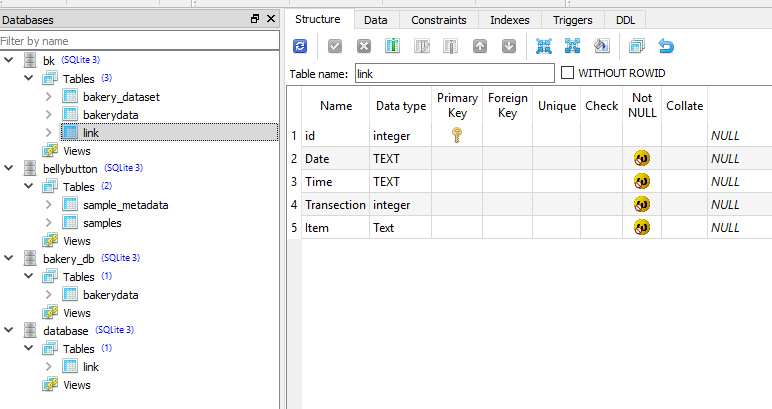 Databases
Filter by name
bk (SQLite 3)
Tables (3)
bakery_dataset
bakerydata
link
Views
bellybutton (SQLite 3)
Tables (2)
sample_metadata
samples
Views
bakery_db (SQLite 3)
Tables (1)
bakerydata
Views
database (SQLite 3)
Tables (1)
link
Views
Structure Data Constraints Indexes Triggers DDL
Table name: link WITHOUT ROWID
Name Data type Primary Key Foreign Key Unique Check Not NULL Collate
1 id integer NULL
2 Date TEXT NULL
3 Time TEXT NULL
4 Transection integer NULL
5 Item Text NULL